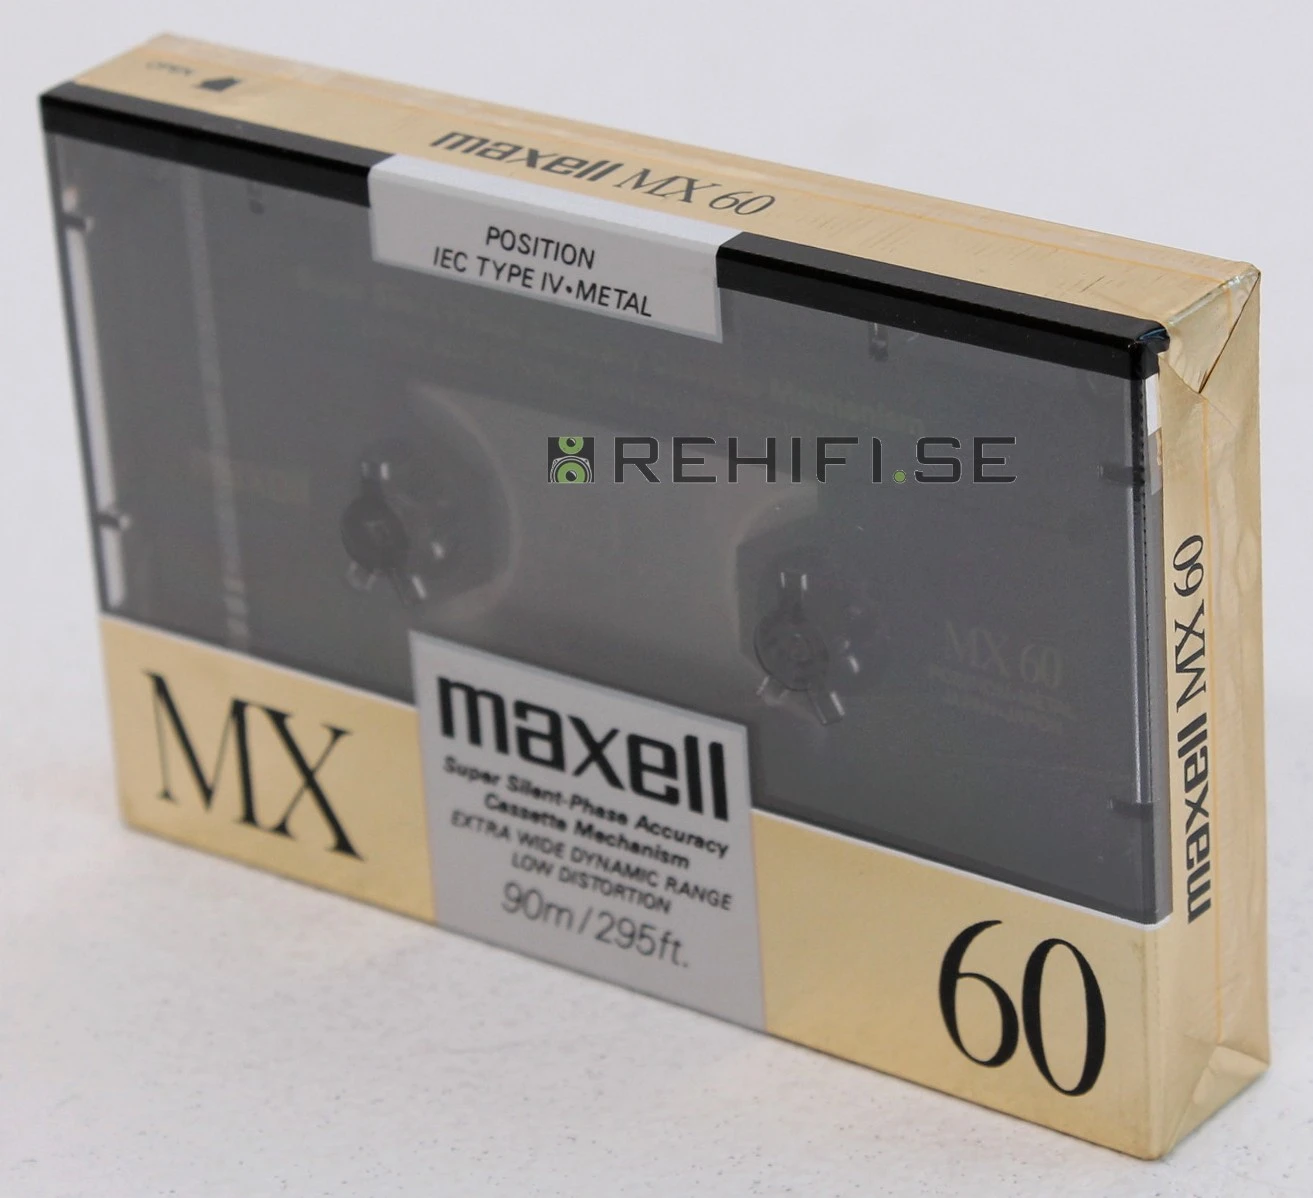 OPEN
maxell MX 60
POSITION
IEC TYPE IV•METAL
REHIFI.SE
MX 60
maxell MX 60
MX
maxell
Super Silent-Phase Accuracy
Cassette Mechanism
EXTRA WIDE DYNAMIC RANGE
LOW DISTORTION
90m/295ft.
60